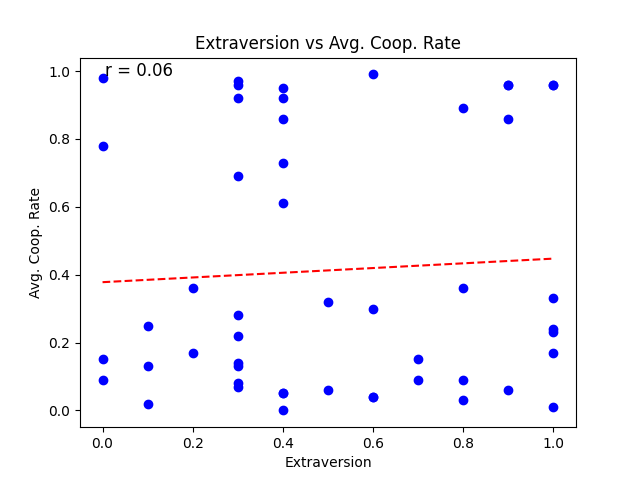 Extraversion vs Avg. Coop. Rate
r = 0.06
1.0
0.8
0.6
0.4
0.2
0.0
Avg. Coop. Rate
0.0 0.2 0.4 0.6 0.8 1.0
Extraversion